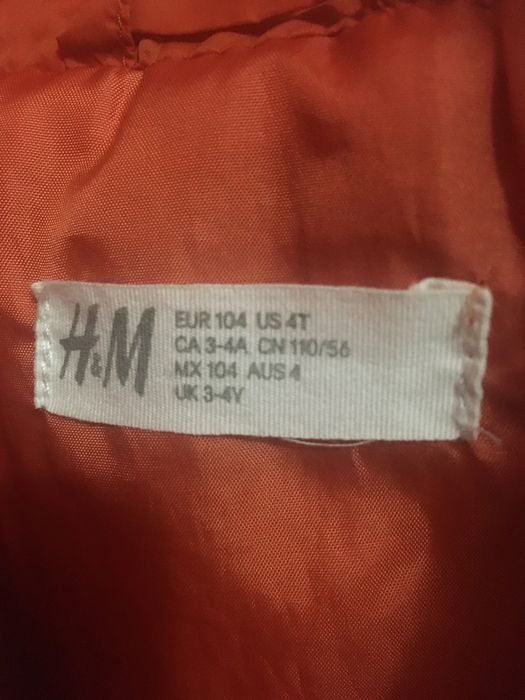 H&M
EUR 104 US 4T
CA 3-4A CN 110/56
MX 104 AUS 4
UK 3-4Y